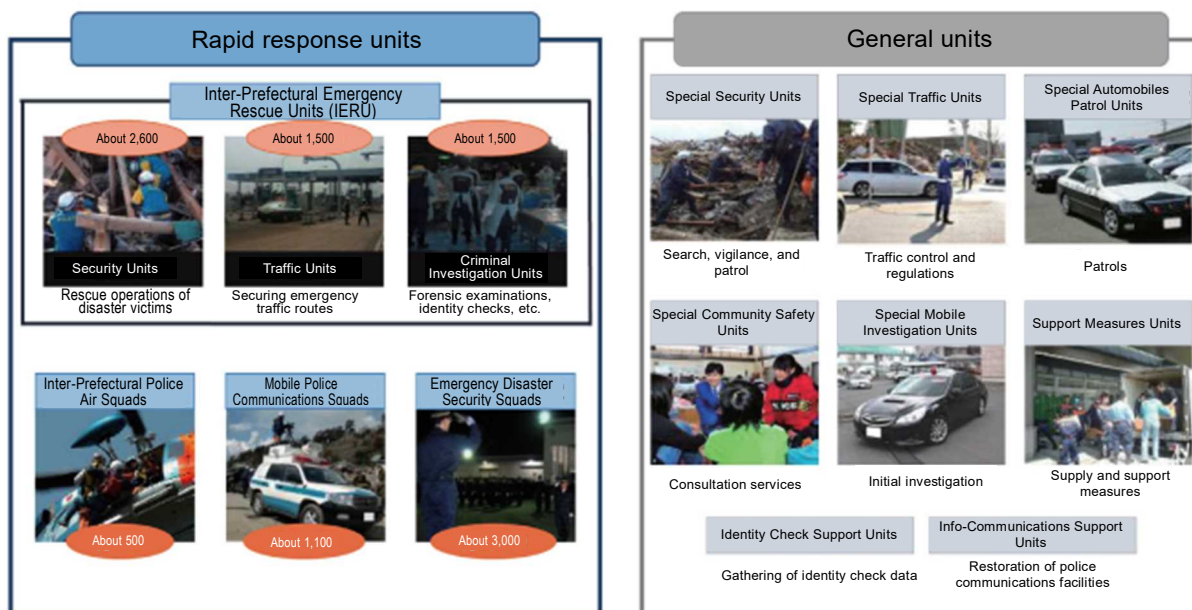 Rapid response units
Inter-Prefectural Emergency
Rescue Units (IERU)
About 2,600
About 1,500
About 1,500
Security Units
Traffic Units
Criminal
Investigation Units
Rescue operations of
disaster victims
Securing emergency
traffic routes
Forensic examinations,
identity checks, etc.
Inter-Prefectural Police
Air Squads
Mobile Police
Communications Squads
Emergency Disaster
Security Squads
About 500
About 1,100
About 3,000
General units
Special Security Units
Special Traffic Units
Special Automobiles
Patrol Units
Search, vigilance, and
patrol
Traffic control and
regulations
Patrols
Special Community Safety
Units
Special Mobile
Investigation Units
Support Measures Units
Consultation services
Initial investigation
Supply and support
measures
Identity Check Support Units
Info-Communications Support
Units
Gathering of identity check data
Restoration of police
communications facilities